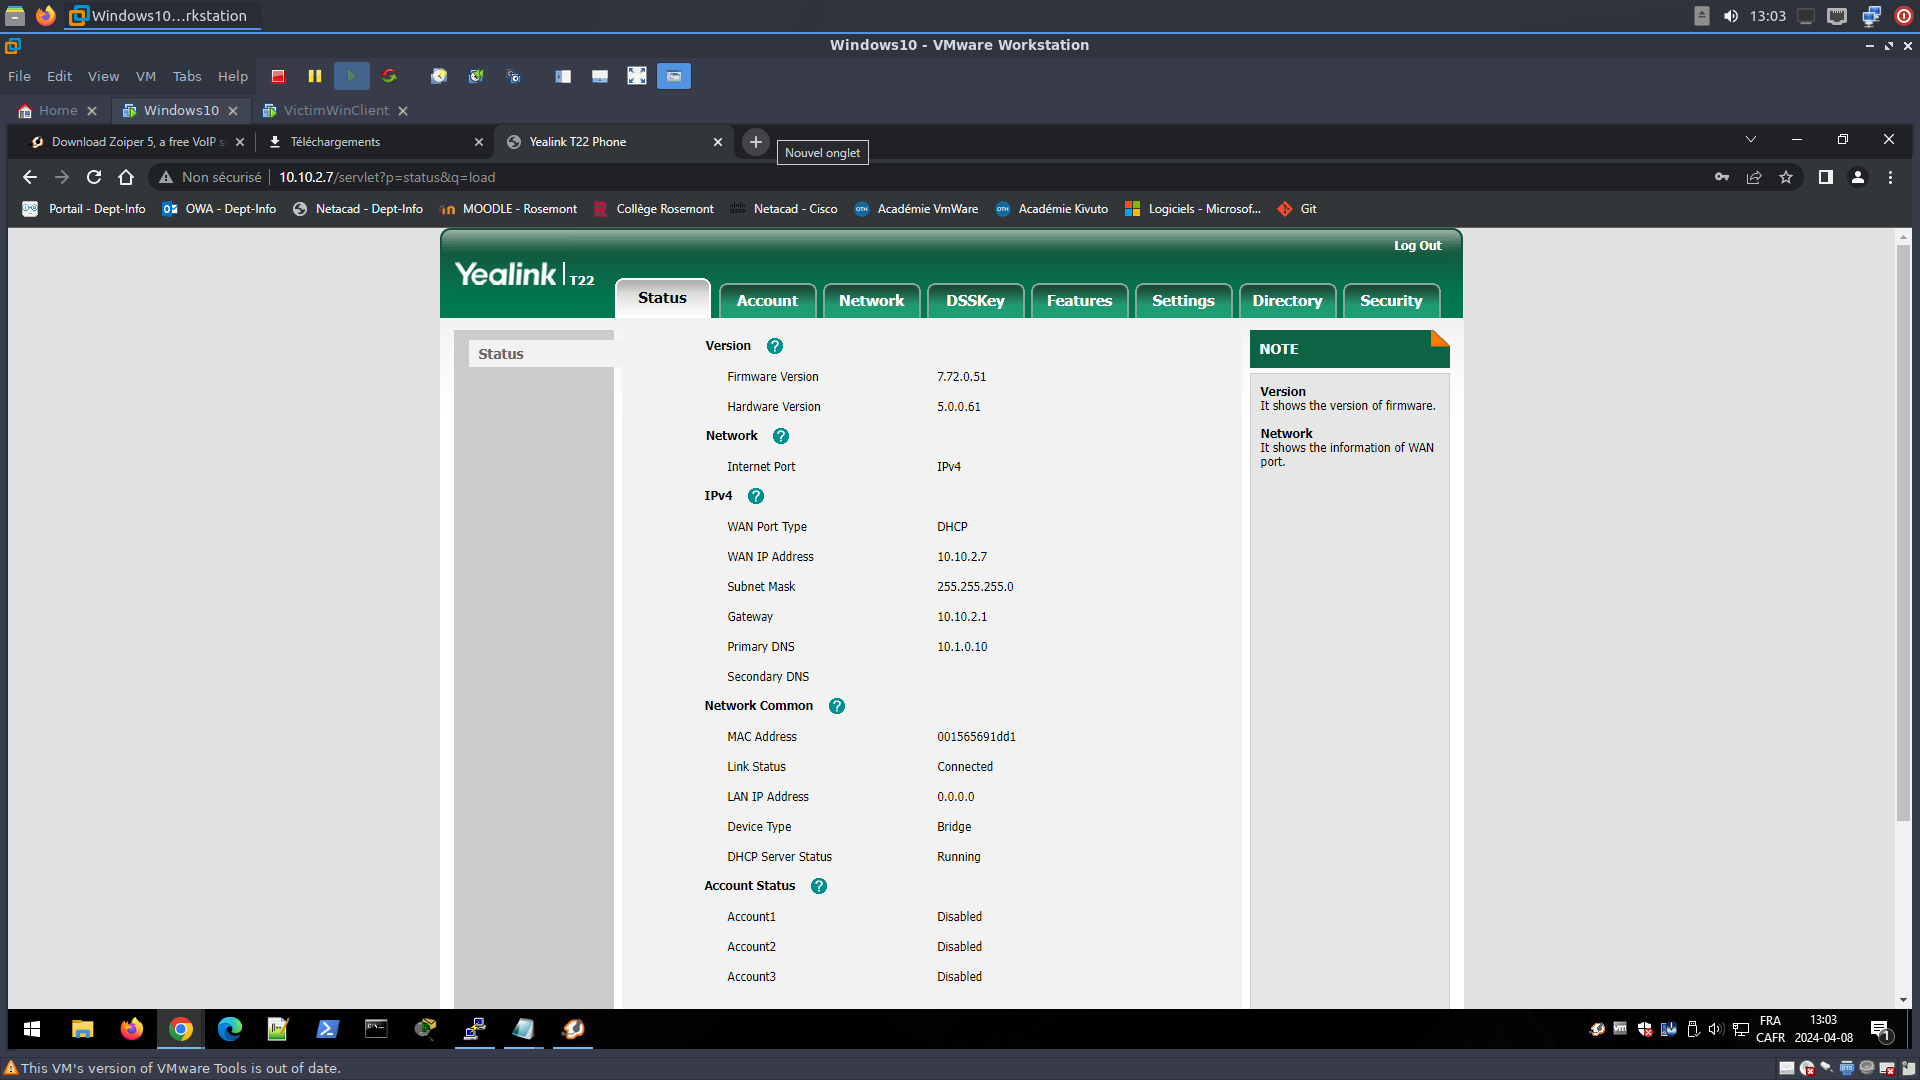 Windows10...rkstation
13:03
Windows10 - VMware Workstation
File Edit View VM Tabs Help
Home
Windows10
VictimWinClient
Download Zoiper 5, a free VoIP s
Téléchargements
Yealink T22 Phone
Nouvel onglet
Non sécurisé
10.10.2.7/servlet?p=status&q=load
Portail - Dept-Info
OWA - Dept-Info
Netacad - Dept-Info
MOODLE - Rosemont
Collège Rosemont
Netacad - Cisco
Académie VmWare
Académie Kivuto
Logiciels - Microsof...
Git
Log Out
Yealink T22
Status Account Network DSSKey Features Settings Directory Security
Status
Version
Firmware Version 7.72.0.51
Hardware Version 5.0.0.61
Network
Internet Port IPv4
IPv4
WAN Port Type DHCP
WAN IP Address 10.10.2.7
Subnet Mask 255.255.255.0
Gateway 10.10.2.1
Primary DNS 10.1.0.10
Secondary DNS
Network Common
MAC Address 001565691dd1
Link Status Connected
LAN IP Address 0.0.0.0
Device Type Bridge
DHCP Server Status Running
Account Status
Account1 Disabled
Account2 Disabled
Account3 Disabled
NOTE
Version
It shows the version of firmware.
Network
It shows the information of WAN
port.
FRA
CAFR
13:03
2024-04-08
1
This VM's version of VMware Tools is out of date.